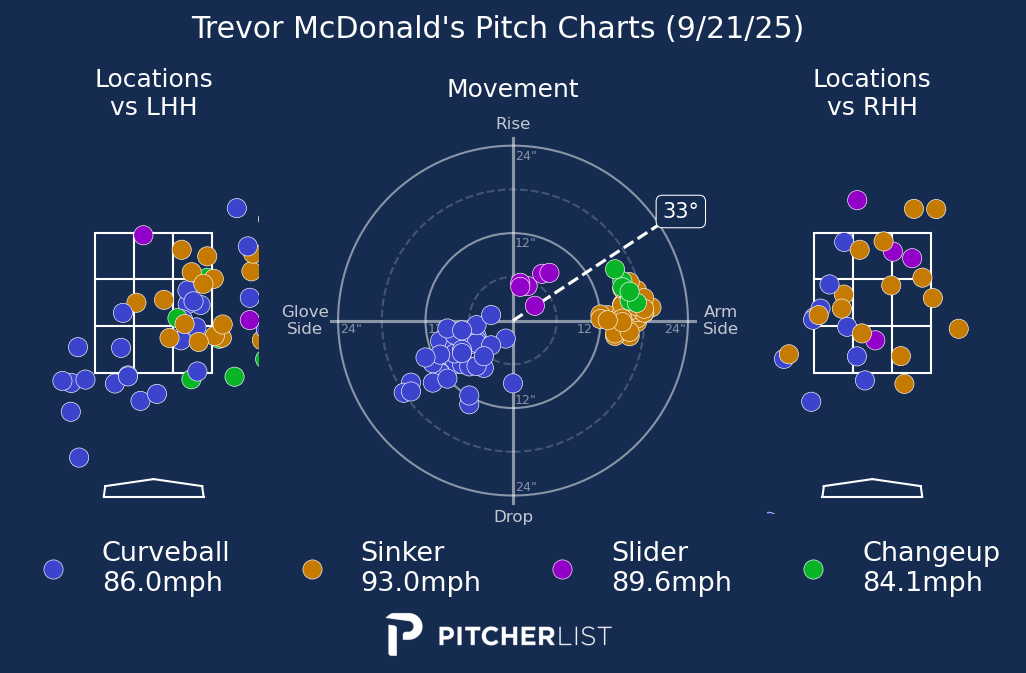 Trevor McDonald's Pitch Charts (9/21/25)
Locations
vs LHH
Movement
Locations
vs RHH
Rise
24"
33°
12"
Glove
Side
24"
12"
24"
Arm
Side
12"
24"
Drop
Curveball
86.0mph
Sinker
93.0mph
Slider
89.6mph
Changeup
84.1mph
PITCHERLIST